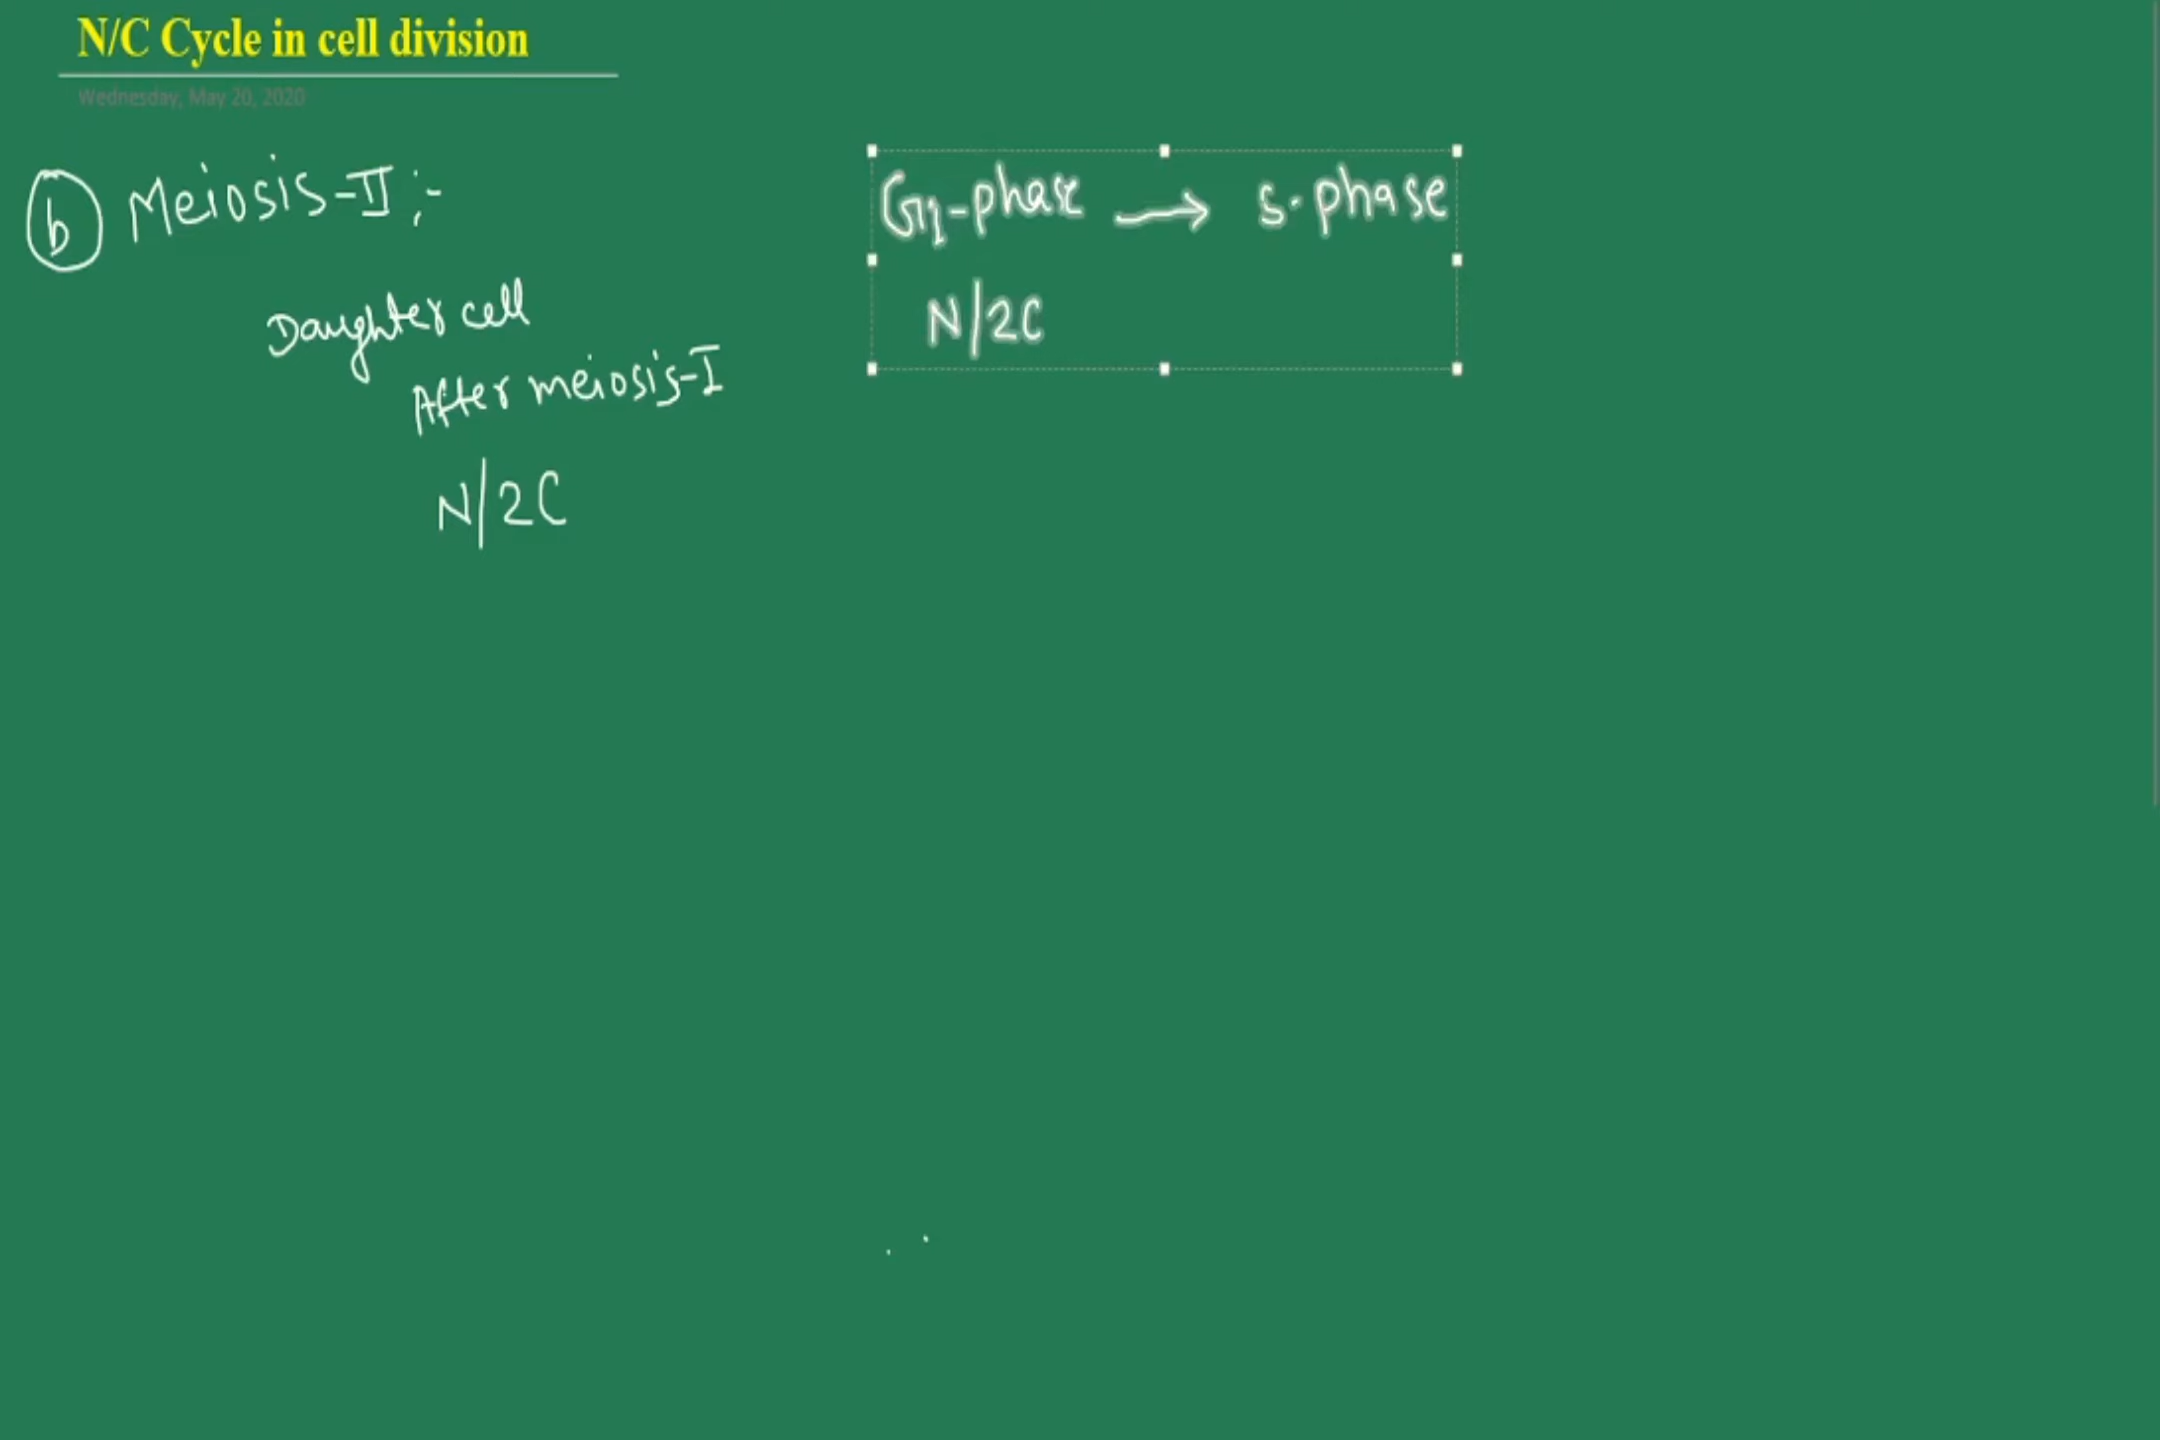 N/C Cycle in cell division
Wednesday, May 20, 2020
b Meiosis-II :-
Daughter cell
After meiosis-I
N/2C
G1-phase → S-phase
N/2C